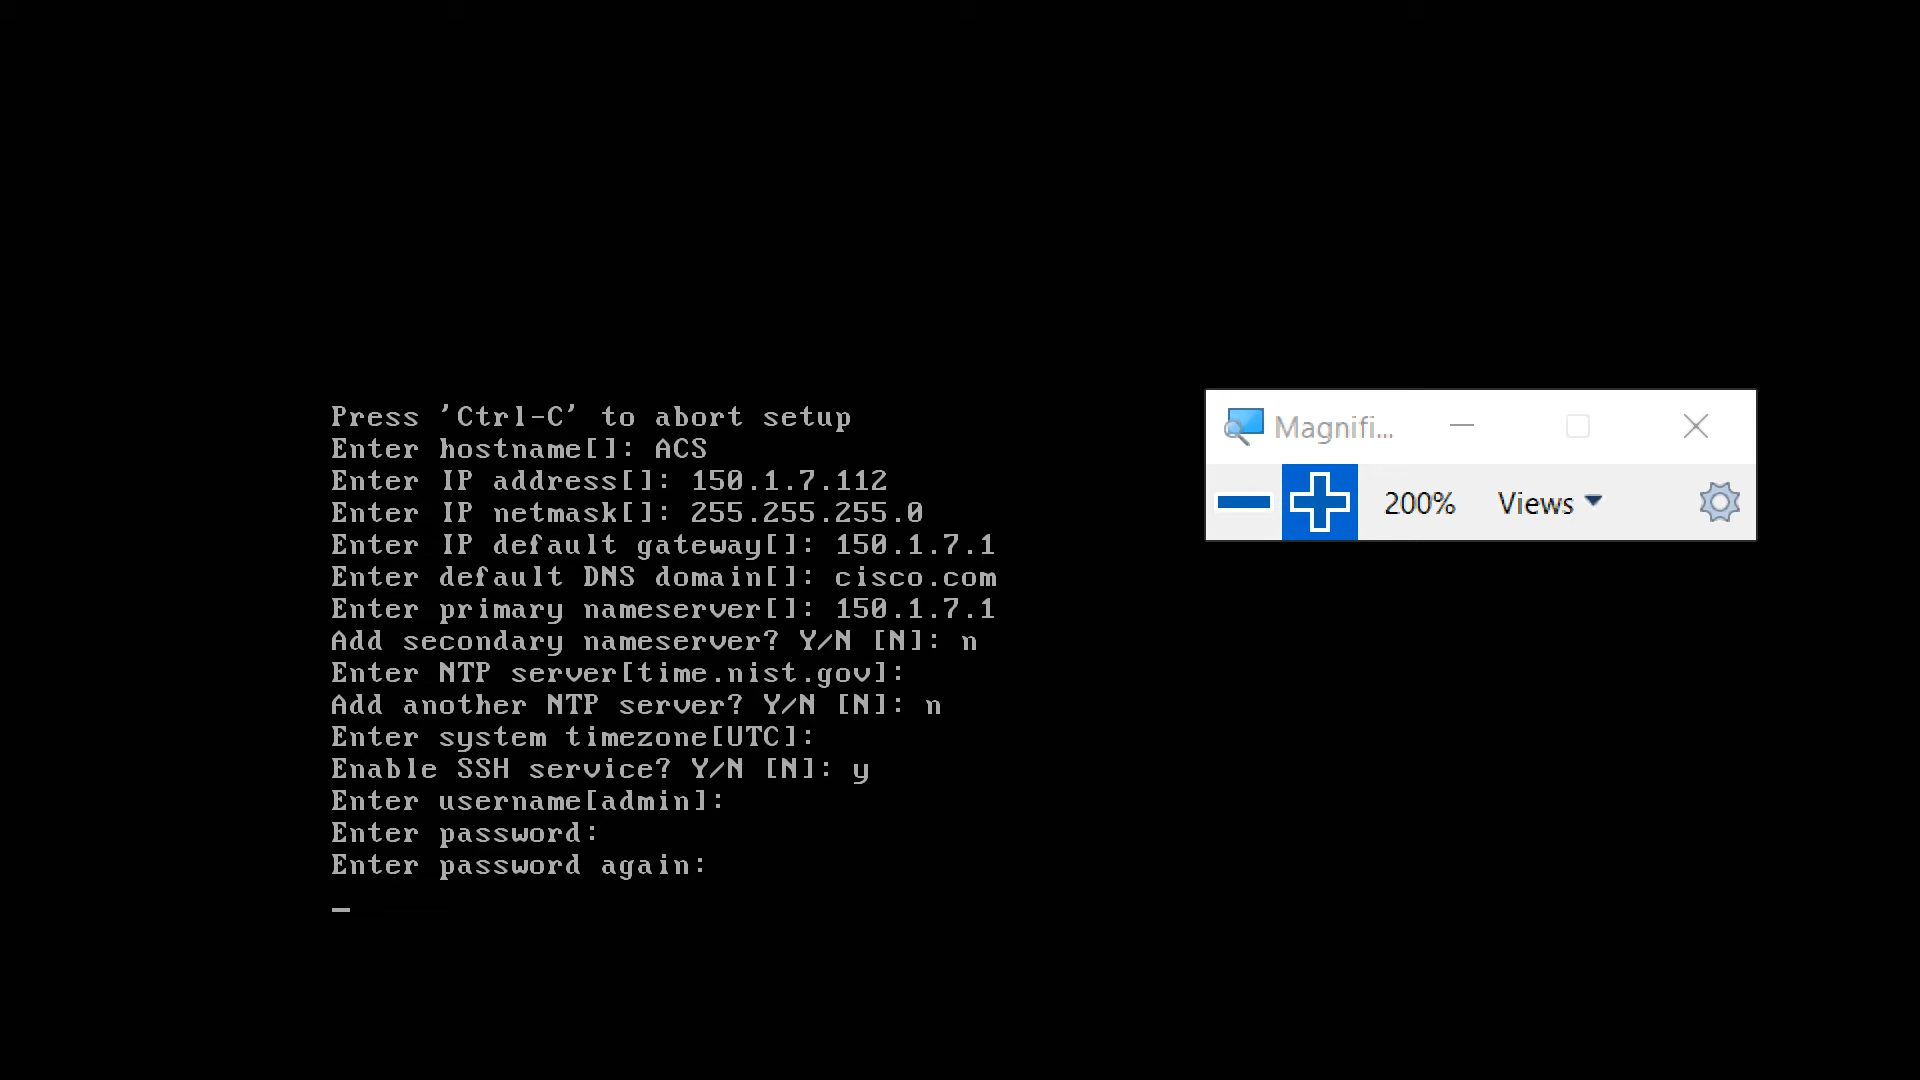 Press 'Ctrl-C' to abort setup
Enter hostname[]: ACS
Enter IP address[]: 150.1.7.112
Enter IP netmask[]: 255.255.255.0
Enter IP default gateway[]: 150.1.7.1
Enter default DNS domain[]: cisco.com
Enter primary nameserver[]: 150.1.7.1
Add secondary nameserver? Y/N [N]: n
Enter NTP server[time.nist.gov]:
Add another NTP server? Y/N [N]: n
Enter system timezone[UTC]:
Enable SSH service? Y/N [N]: y
Enter username[admin]:
Enter password:
Enter password again:
_
Magnifi...
200% Views